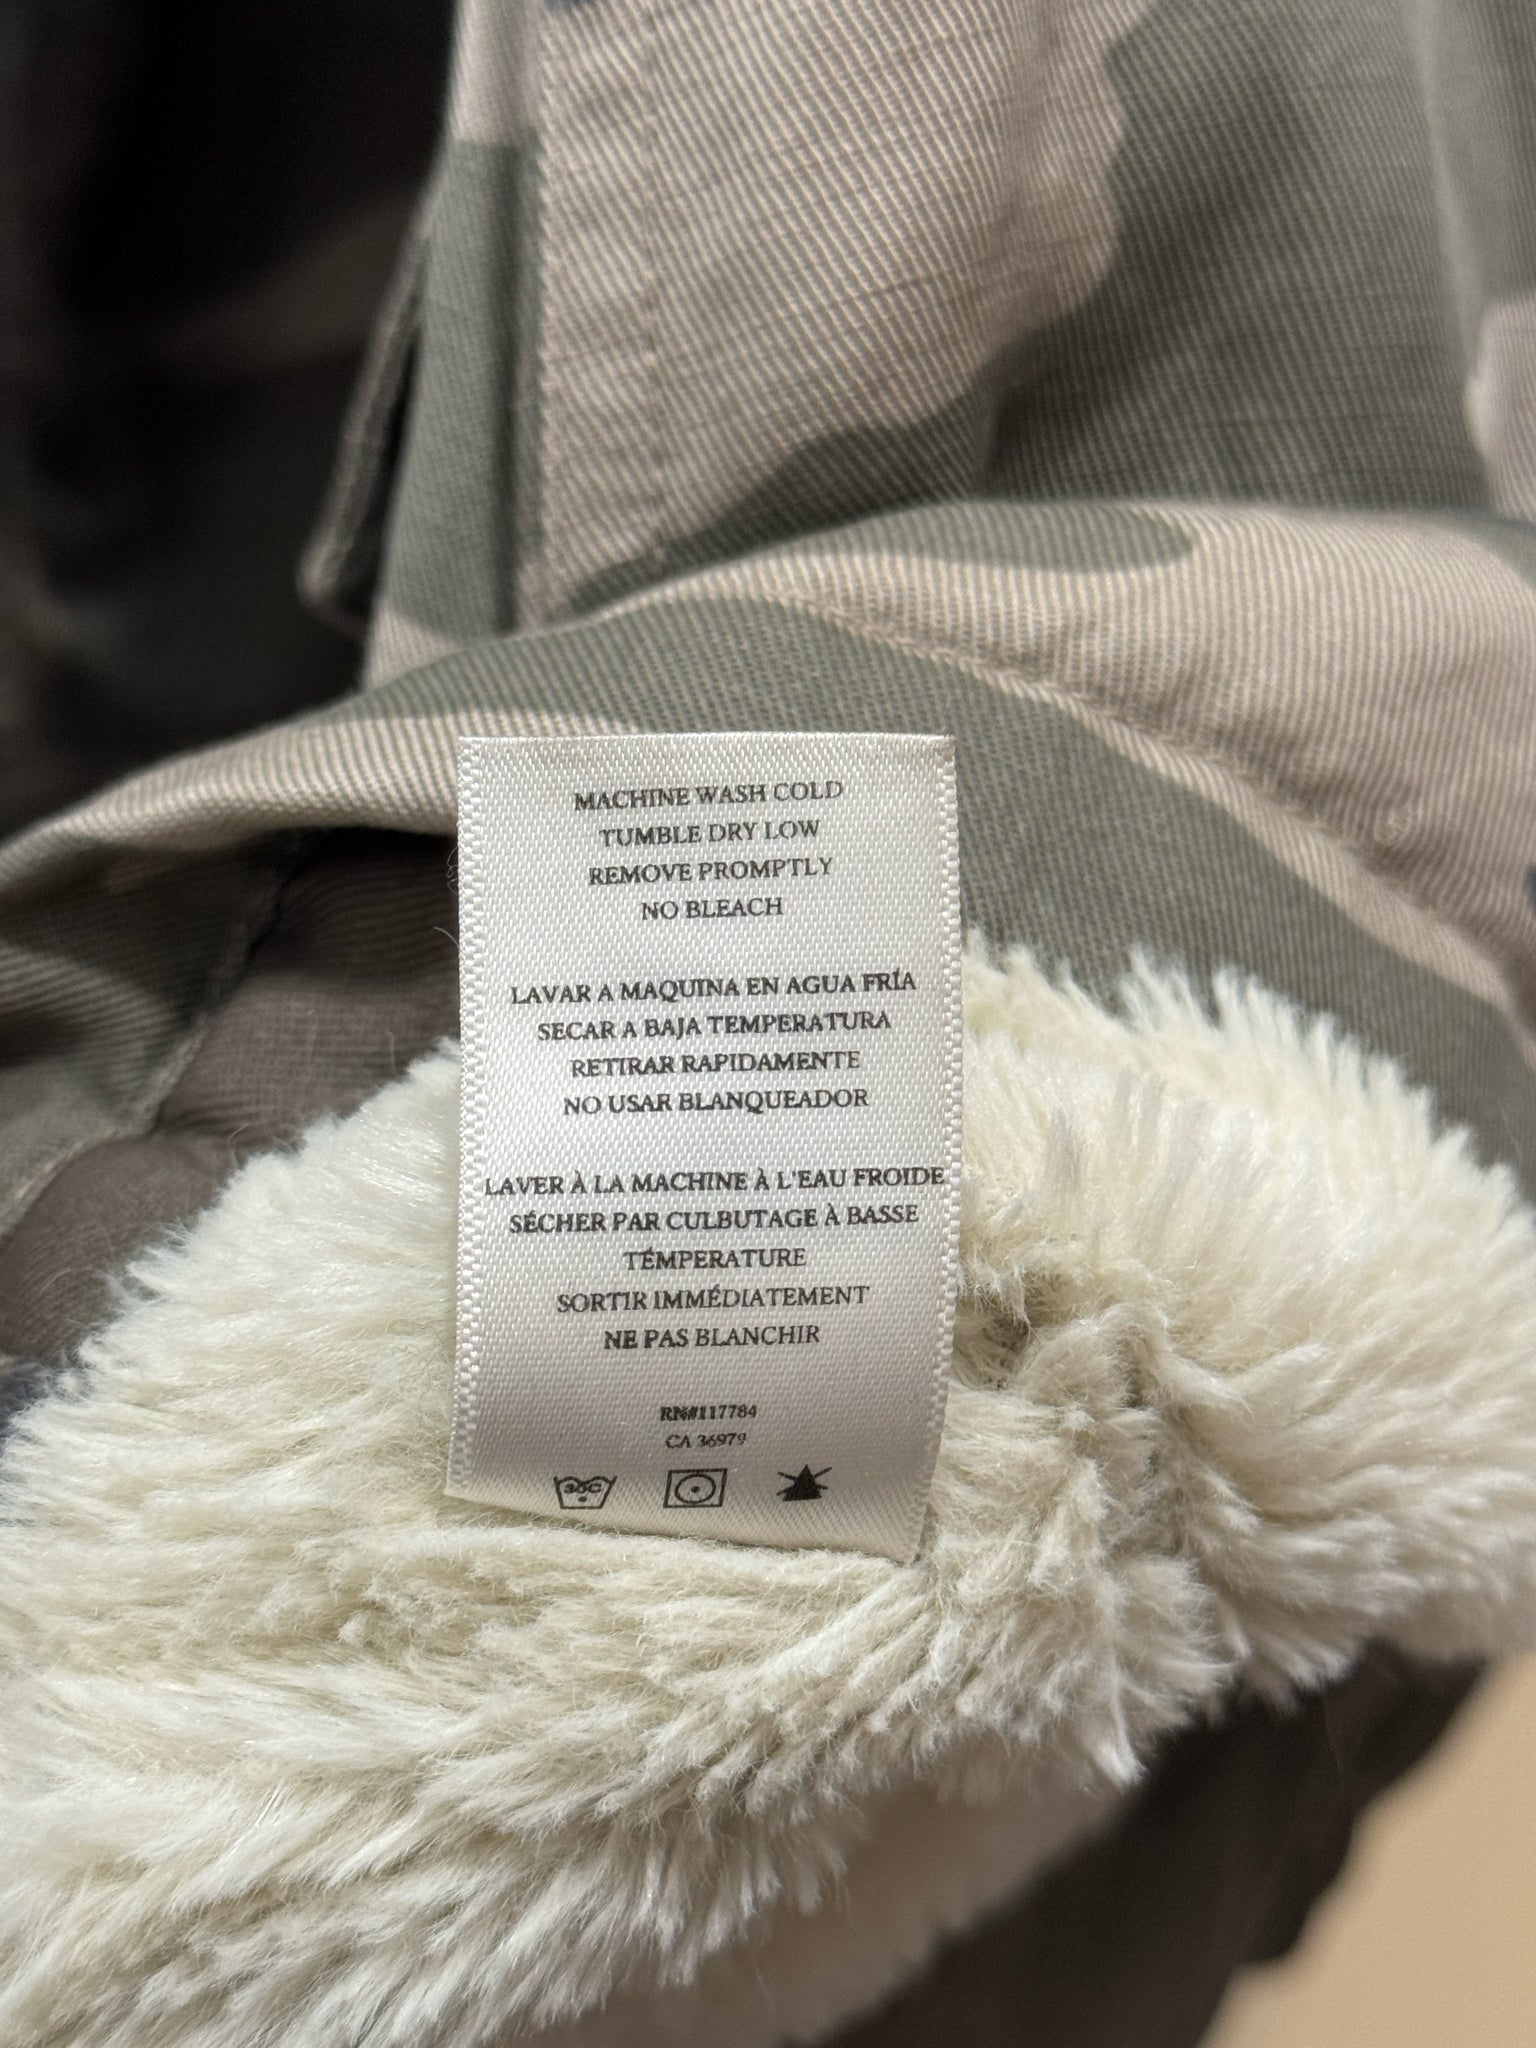 MACHINE WASH COLD
TUMBLE DRY LOW
REMOVE PROMPTLY
NO BLEACH
LAVAR A MAQUINA EN AGUA FRÍA
SECAR A BAJA TEMPERATURA
RETIRAR RAPIDAMENTE
NO USAR BLANQUEADOR
LAVER À LA MACHINE À L'EAU FROIDE
SÉCHER PAR CULBUTAGE À BASSE
TÉMPERATURE
SORTIR IMMÉDIATEMENT
NE PAS BLANCHIR
RN#117784
CA 36979
30C